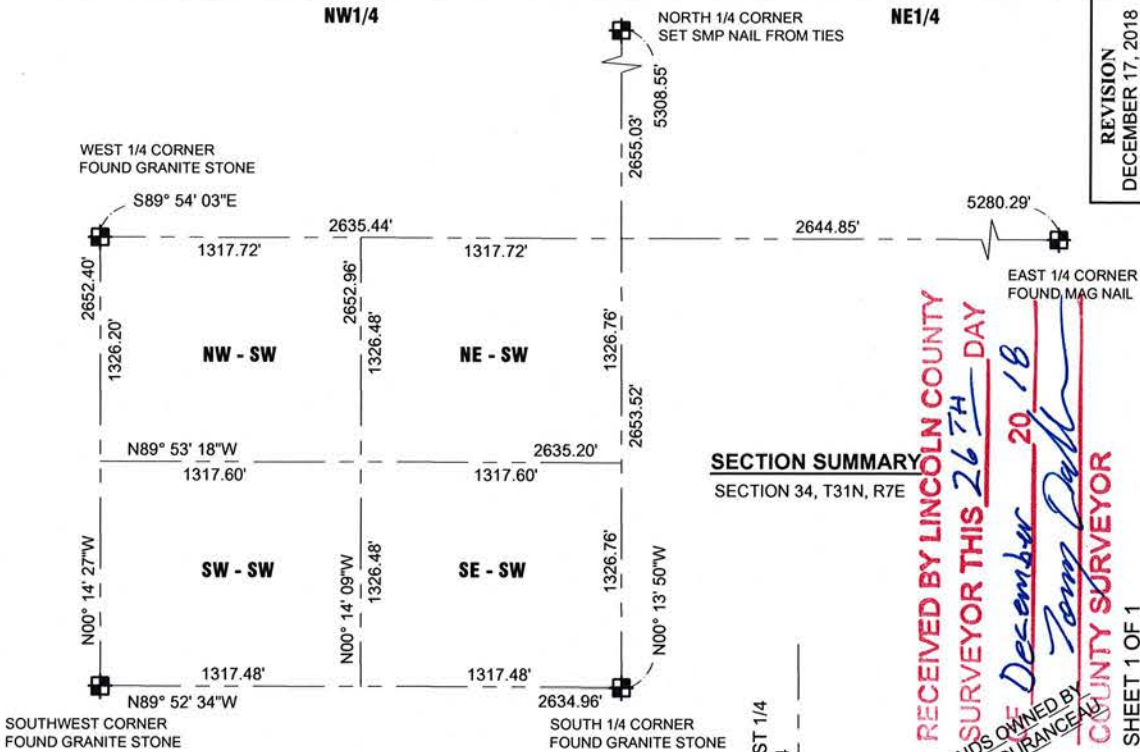 NW1/4
NORTH 1/4 CORNER
SET SMP NAIL FROM TIES
NE1/4
REVISION
DECEMBER 17, 2018
5308.55'
2655.03'
WEST 1/4 CORNER
FOUND GRANITE STONE
S89° 54' 03"E
2635.44'
1317.72'
1317.72'
2644.85'
5280.29'
EAST 1/4 CORNER
FOUND MAG NAIL
2652.40'
1326.20'
2652.96'
1326.48'
1326.76'
2653.52'
NW - SW
NE - SW
N89° 53' 18"W
2635.20'
1317.60'
1317.60'
SECTION SUMMARY
SECTION 34, T31N, R7E
N00° 14' 27"W
SW - SW
N00° 14' 09"W
1326.48'
SE - SW
1326.76'
N00° 13' 50"W
1317.48'
1317.48'
N89° 52' 34"W
2634.96'
SOUTHWEST CORNER
FOUND GRANITE STONE
SOUTH 1/4 CORNER
FOUND GRANITE STONE
RECEIVED BY LINCOLN COUNTY
SURVEYOR THIS 26TH DAY
OF December 20 18
COUNTY SURVEYOR
SHEET 1 OF 1
OWNED BY
1/4